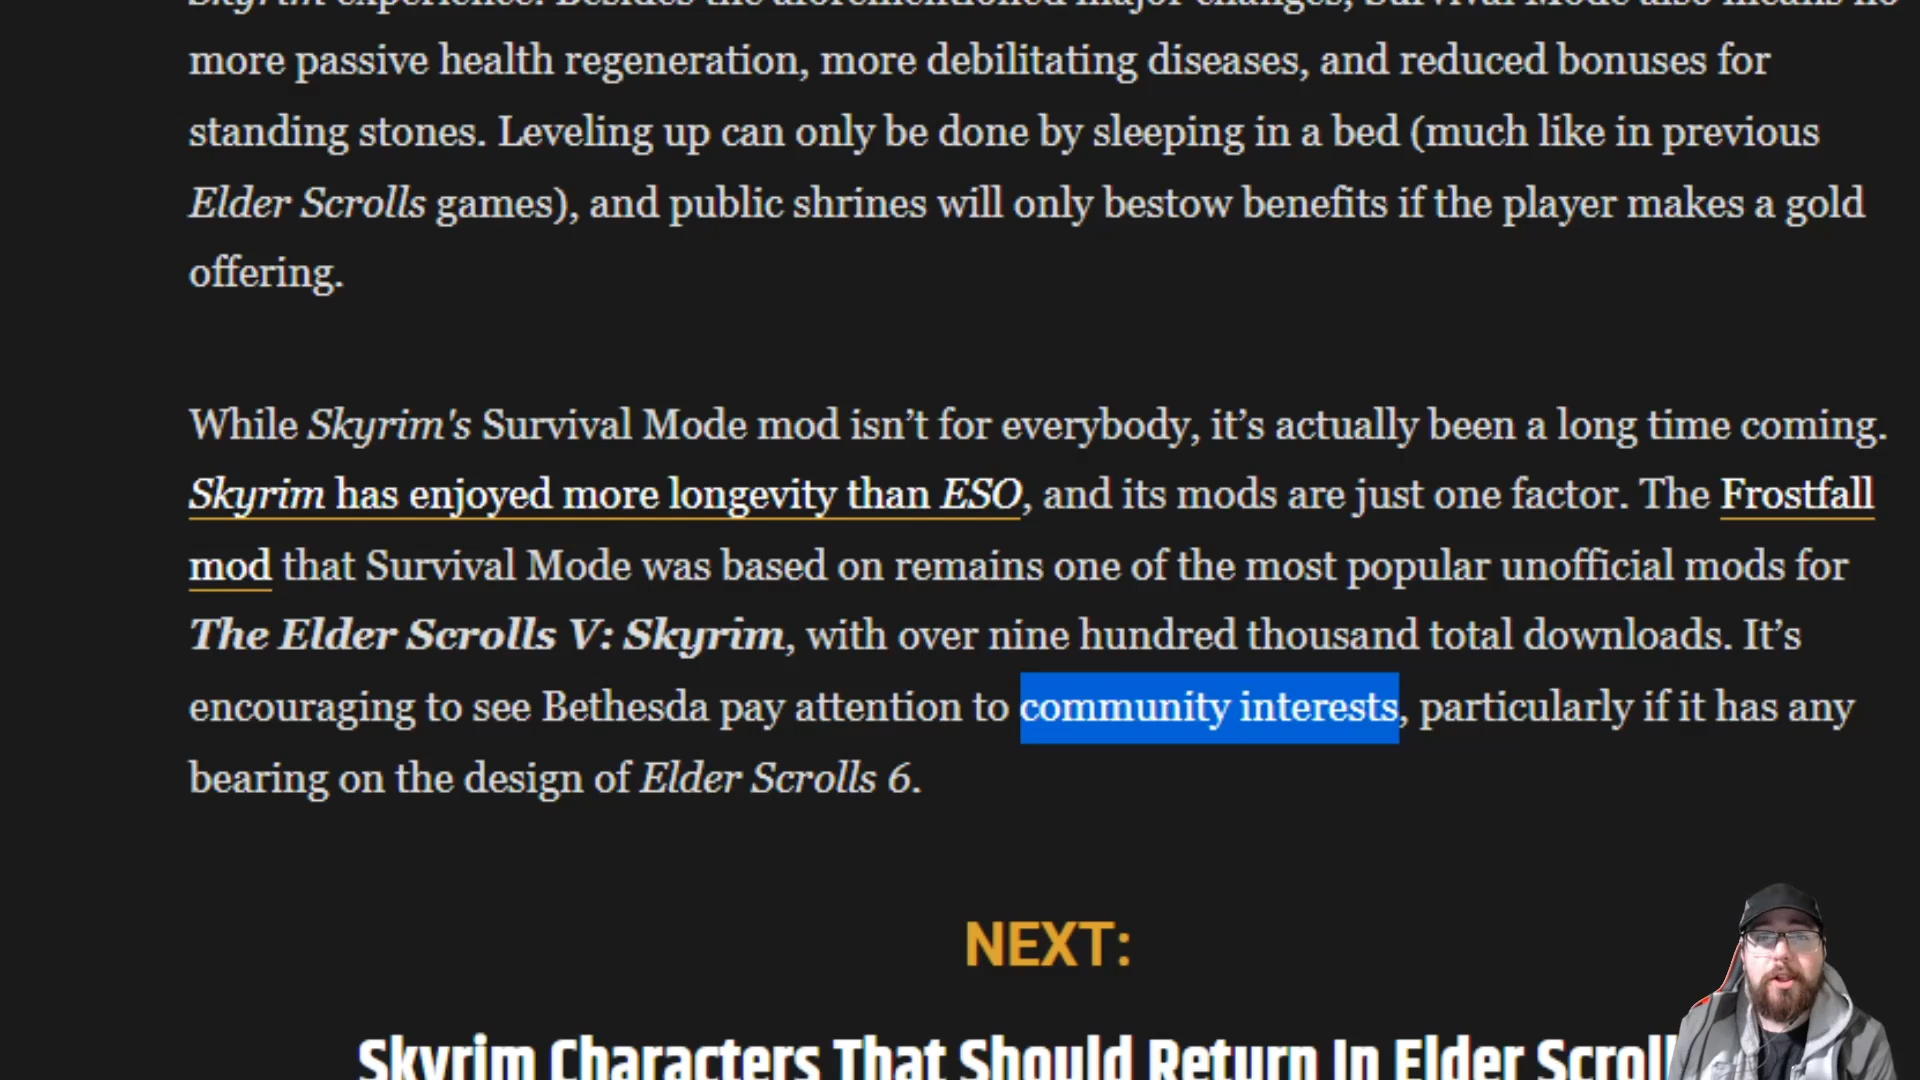 Skyrim experience. Besides the aforementioned major changes, Survival Mode also means no
more passive health regeneration, more debilitating diseases, and reduced bonuses for
standing stones. Leveling up can only be done by sleeping in a bed (much like in previous
Elder Scrolls games), and public shrines will only bestow benefits if the player makes a gold
offering.
While Skyrim's Survival Mode mod isn’t for everybody, it’s actually been a long time coming.
Skyrim has enjoyed more longevity than ESO, and its mods are just one factor. The Frostfall
mod that Survival Mode was based on remains one of the most popular unofficial mods for
The Elder Scrolls V: Skyrim, with over nine hundred thousand total downloads. It’s
encouraging to see Bethesda pay attention to community interests, particularly if it has any
bearing on the design of Elder Scrolls 6.
NEXT:
Skyrim Characters That Should Return In Elder Scroll